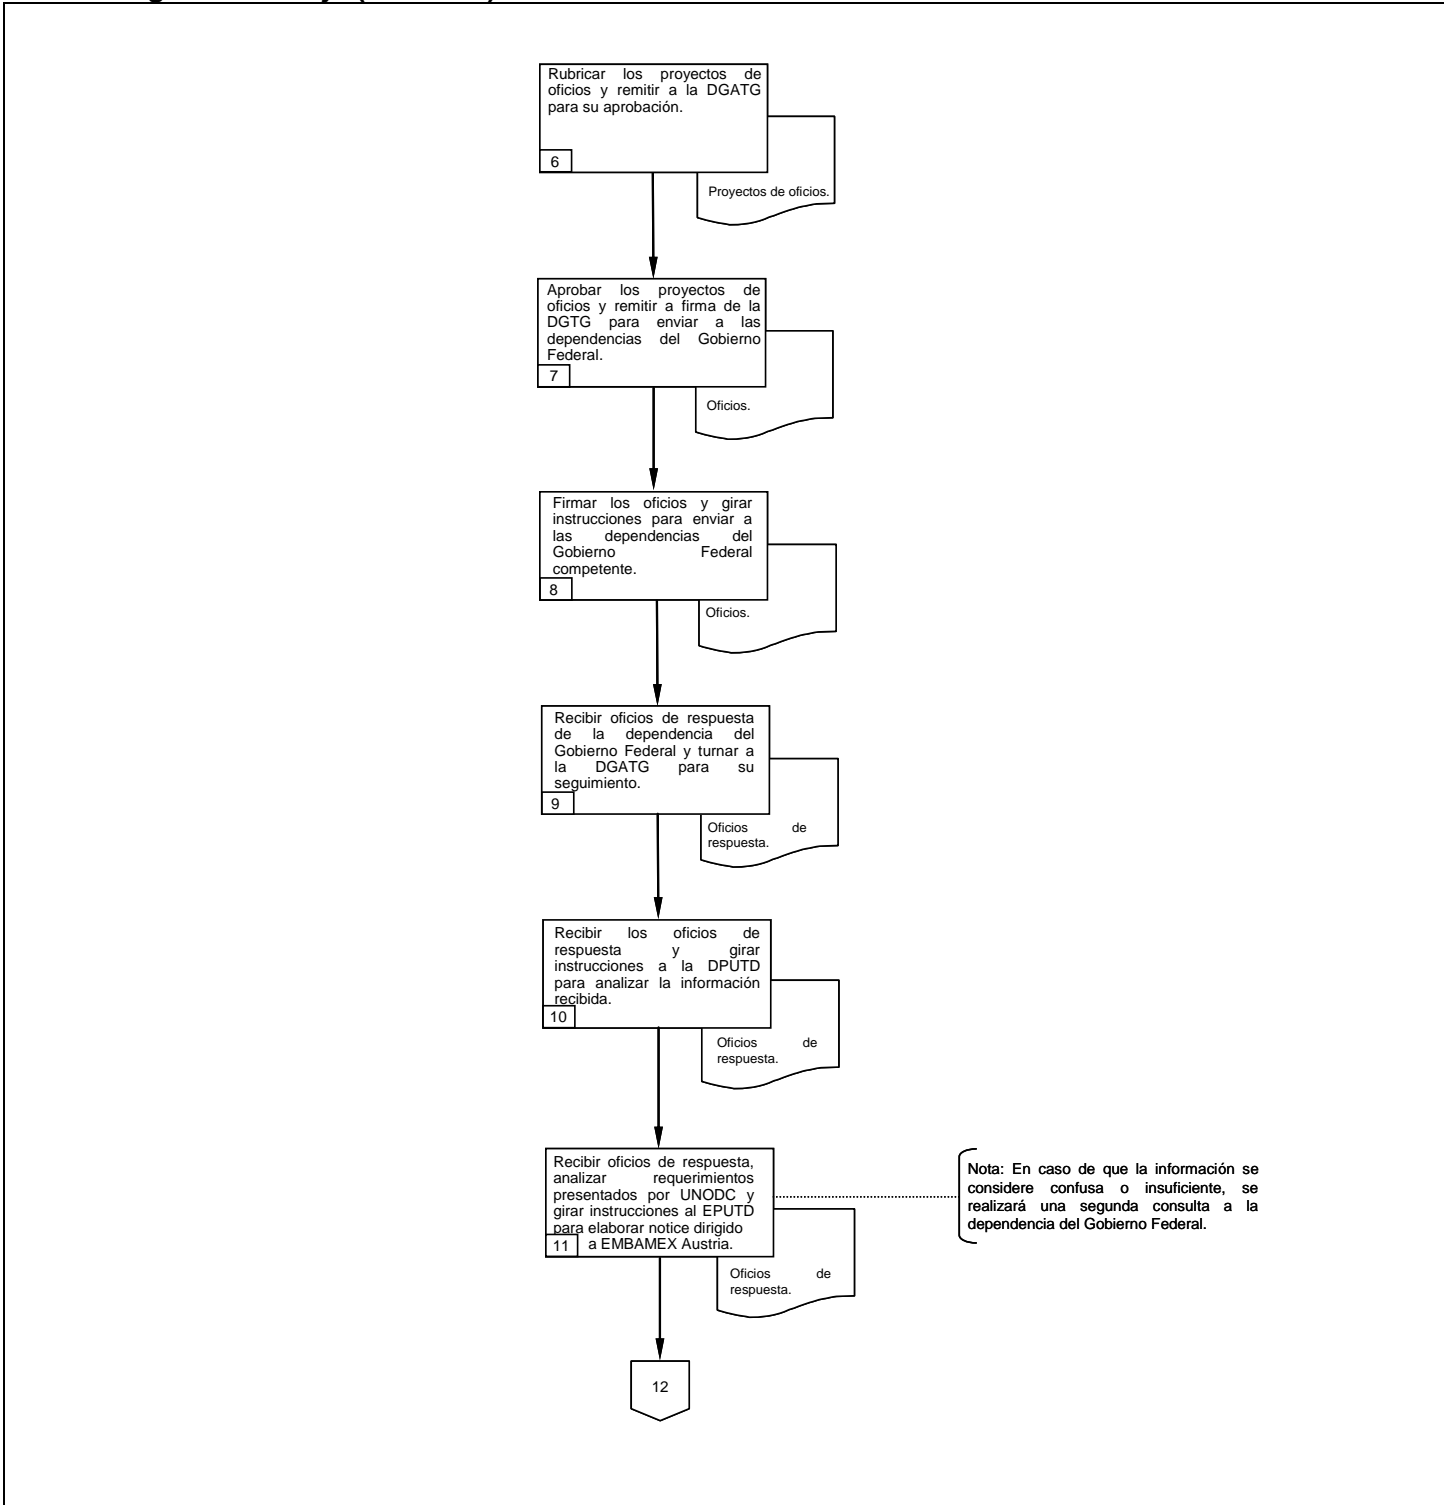 Rubricar los proyectos de
oficios y remitir a la DGATG
para su aprobación.
6
Proyectos de oficios.
Aprobar los proyectos de
oficios y remitir a firma de la
DGTG para enviar a las
dependencias del Gobierno
Federal.
7
Oficios.
Firmar los oficios y girar
instrucciones para enviar a
las dependencias del
Gobierno Federal
competente.
8
Oficios.
Recibir oficios de respuesta
de la dependencia del
Gobierno Federal y turnar a
la DGATG para su
seguimiento.
9
Oficios de
respuesta.
Recibir los oficios de
respuesta y girar
instrucciones a la DPUTD
para analizar la información
recibida.
10
Oficios de
respuesta.
Recibir oficios de respuesta,
analizar requerimientos
presentados por UNODC y
girar instrucciones al EPUTD
para elaborar notice dirigido
a EMBAMEX Austria.
11
Nota: En caso de que la información se
considere confusa o insuficiente, se
realizará una segunda consulta a la
dependencia del Gobierno Federal.
Oficios de
respuesta.
12